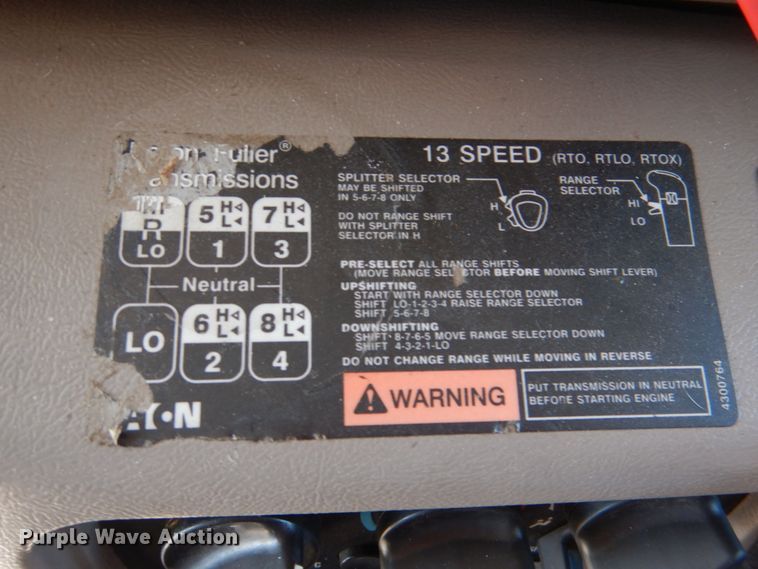 Fuller®
13 SPEED (RTO, RTLO, RTOX)
SPLITTER SELECTOR
MAY BE SHIFTED
IN 5-6-7-8 ONLY
H
L
RANGE
SELECTOR
HI
LO
DO NOT RANGE SHIFT
WITH SPLITTER
SELECTOR IN H
R
LO
5 H
L
1
7 H
L
3
Neutral
LO
6 H
L
2
8 H
L
4
PRE-SELECT ALL RANGE SHIFTS
(MOVE RANGE SELECTOR BEFORE MOVING SHIFT LEVER)
UPSHIFTING
START WITH RANGE SELECTOR DOWN
SHIFT LO-1-2-3-4 RAISE RANGE SELECTOR
SHIFT 5-6-7-8
DOWNSHIFTING
SHIFT 8-7-6-5 MOVE RANGE SELECTOR DOWN
SHIFT 4-3-2-1-LO
DO NOT CHANGE RANGE WHILE MOVING IN REVERSE
WARNING
PUT TRANSMISSION IN NEUTRAL
BEFORE STARTING ENGINE
4300764
Purple Wave Auction